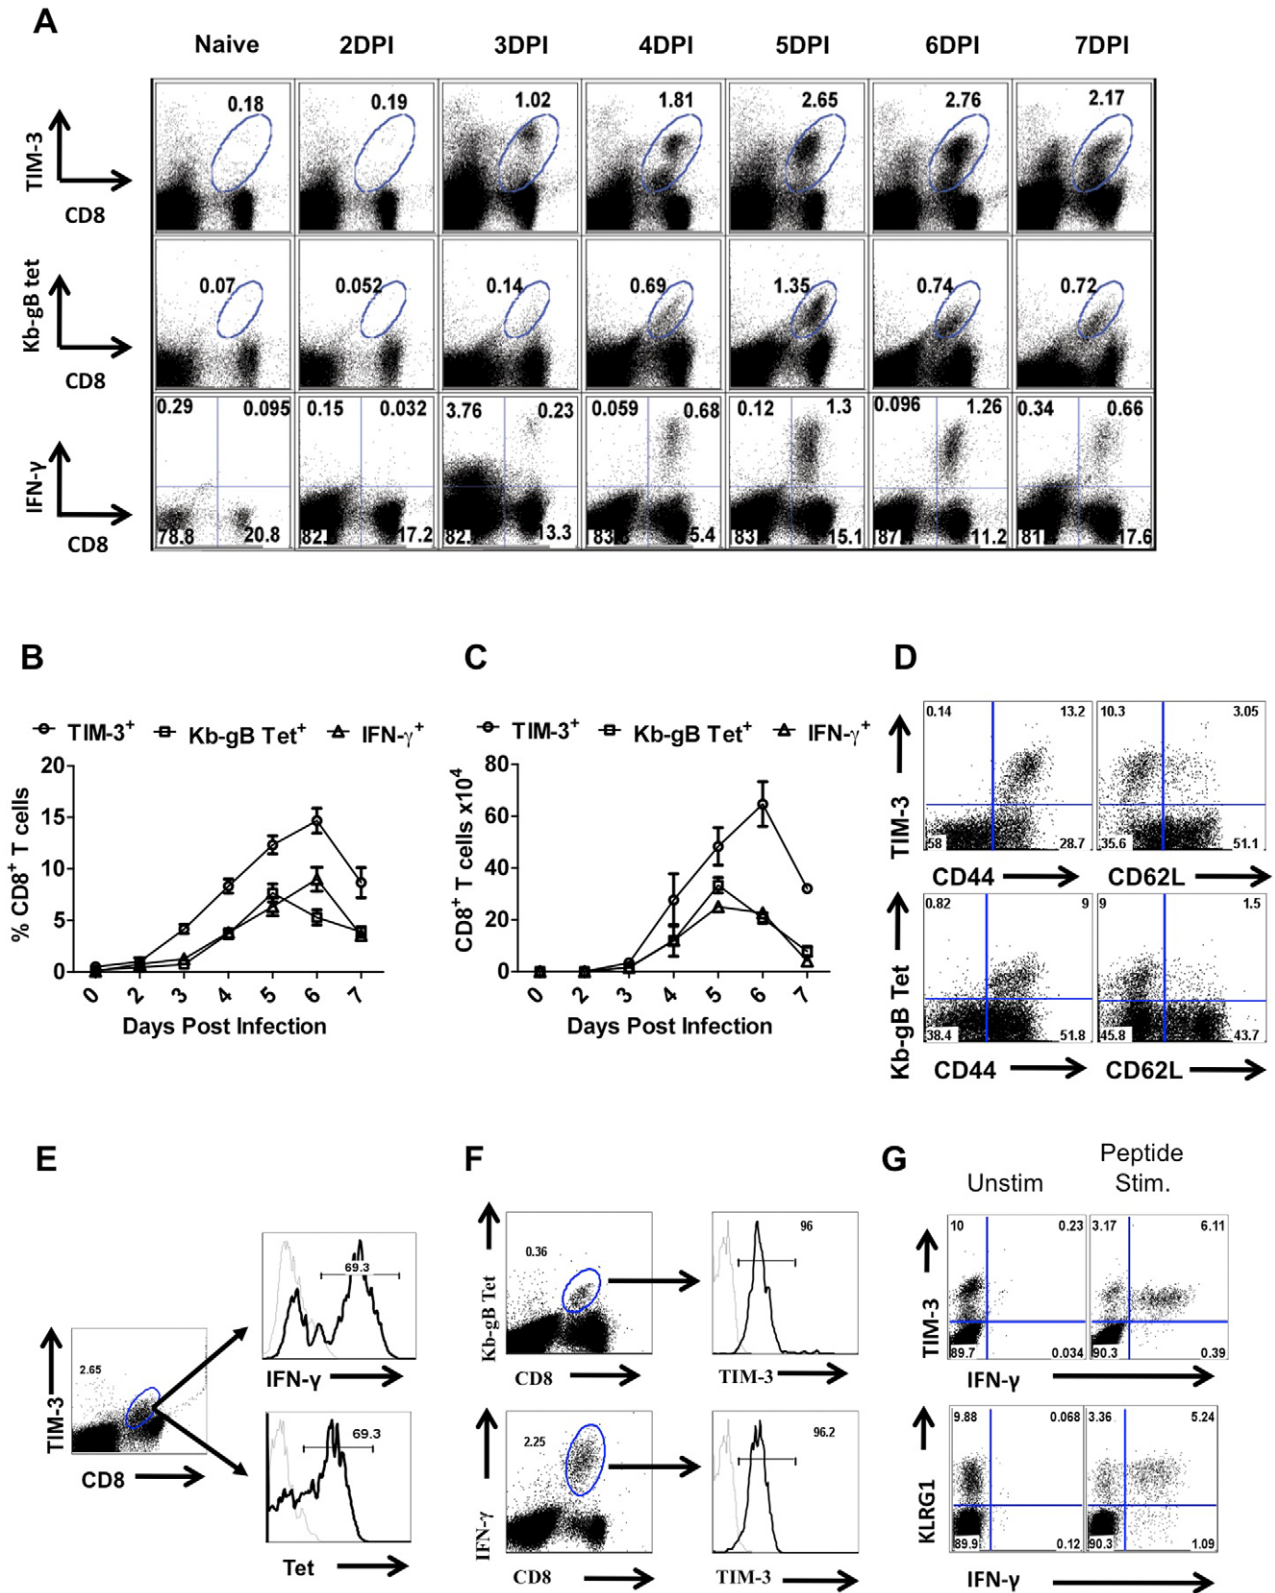 A
Naive 2DPI 3DPI 4DPI 5DPI 6DPI 7DPI
TIM-3
0.18 0.19 1.02 1.81 2.65 2.76 2.17
CD8
Kb-gB tet
0.07 0.052 0.14 0.69 1.35 0.74 0.72
CD8
IFN-γ
0.29 0.095 0.15 0.032 3.76 0.23 0.059 0.68 0.12 1.3 0.096 1.26 0.34 0.66
78.8 20.8 82. 17.2 82. 13.3 83. 5.4 83. 15.1 87. 11.2 81. 17.6
CD8
B
TIM-3+ Kb-gB Tet+ IFN-γ+
% CD8+ T cells
20
15
10
5
0
0 2 3 4 5 6 7
Days Post Infection
C
TIM-3+ Kb-gB Tet+ IFN-γ+
CD8+ T cells x10^4
80
60
40
20
0
0 2 3 4 5 6 7
Days Post Infection
D
TIM-3
0.14 13.2 10.3 3.05
58 28.7 35.6 51.1
CD44 CD62L
Kb-gB Tet
0.82 9 9 1.5
38.4 51.8 45.8 43.7
CD44 CD62L
E
TIM-3
2.65
CD8
69.3
IFN-γ
69.3
Tet
F
Kb-gB Tet
0.36
CD8
96
TIM-3
IFN-γ
2.25
CD8
96.2
TIM-3
G
Unstim
Peptide
Stim.
TIM-3
10 0.23 3.17 6.11
89.7 0.034 90.3 0.39
IFN-γ
KLRG1
9.88 0.068 3.36 5.24
89.9 0.12 90.3 1.09
IFN-γ